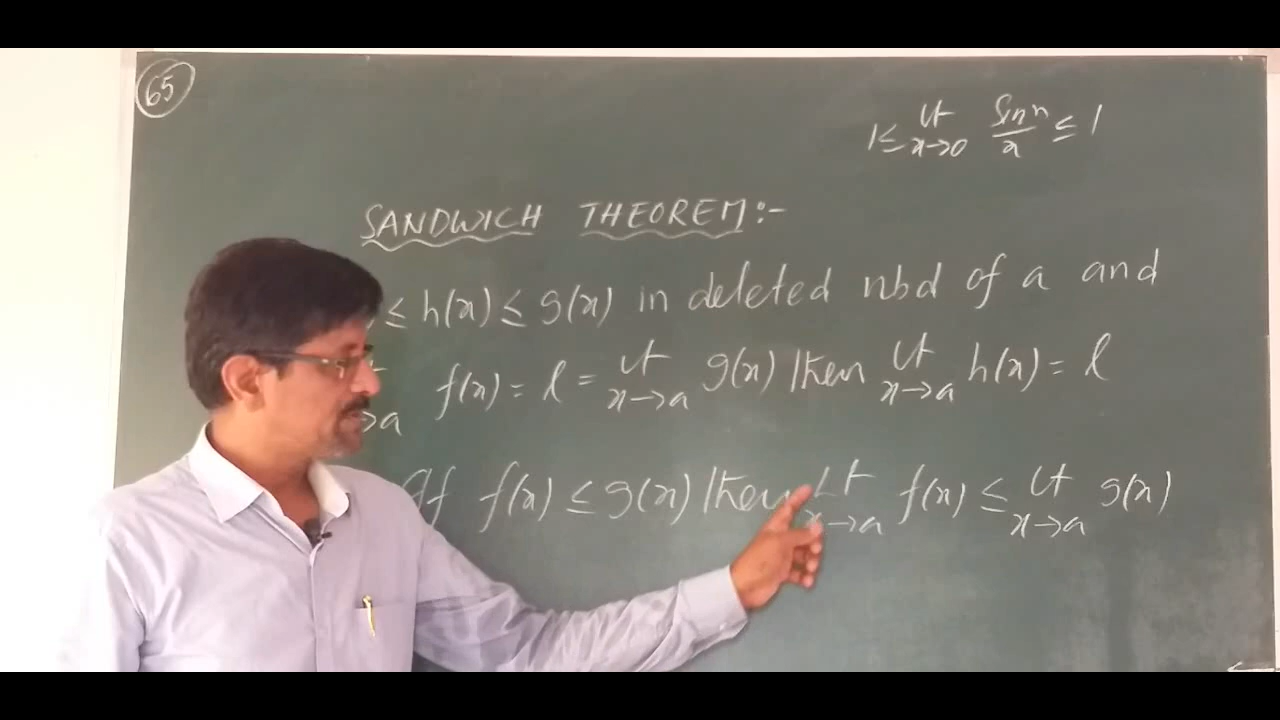 65
1 ≤ Lt x→0 sin x/x ≤ 1
SANDWICH THEOREM:-
≤ h(x) ≤ g(x) in deleted nbd of a and
→a f(x) = l = Lt x→a g(x) then Lt x→a h(x) = l
If f(x) ≤ g(x) then Lt x→a f(x) ≤ Lt x→a g(x)